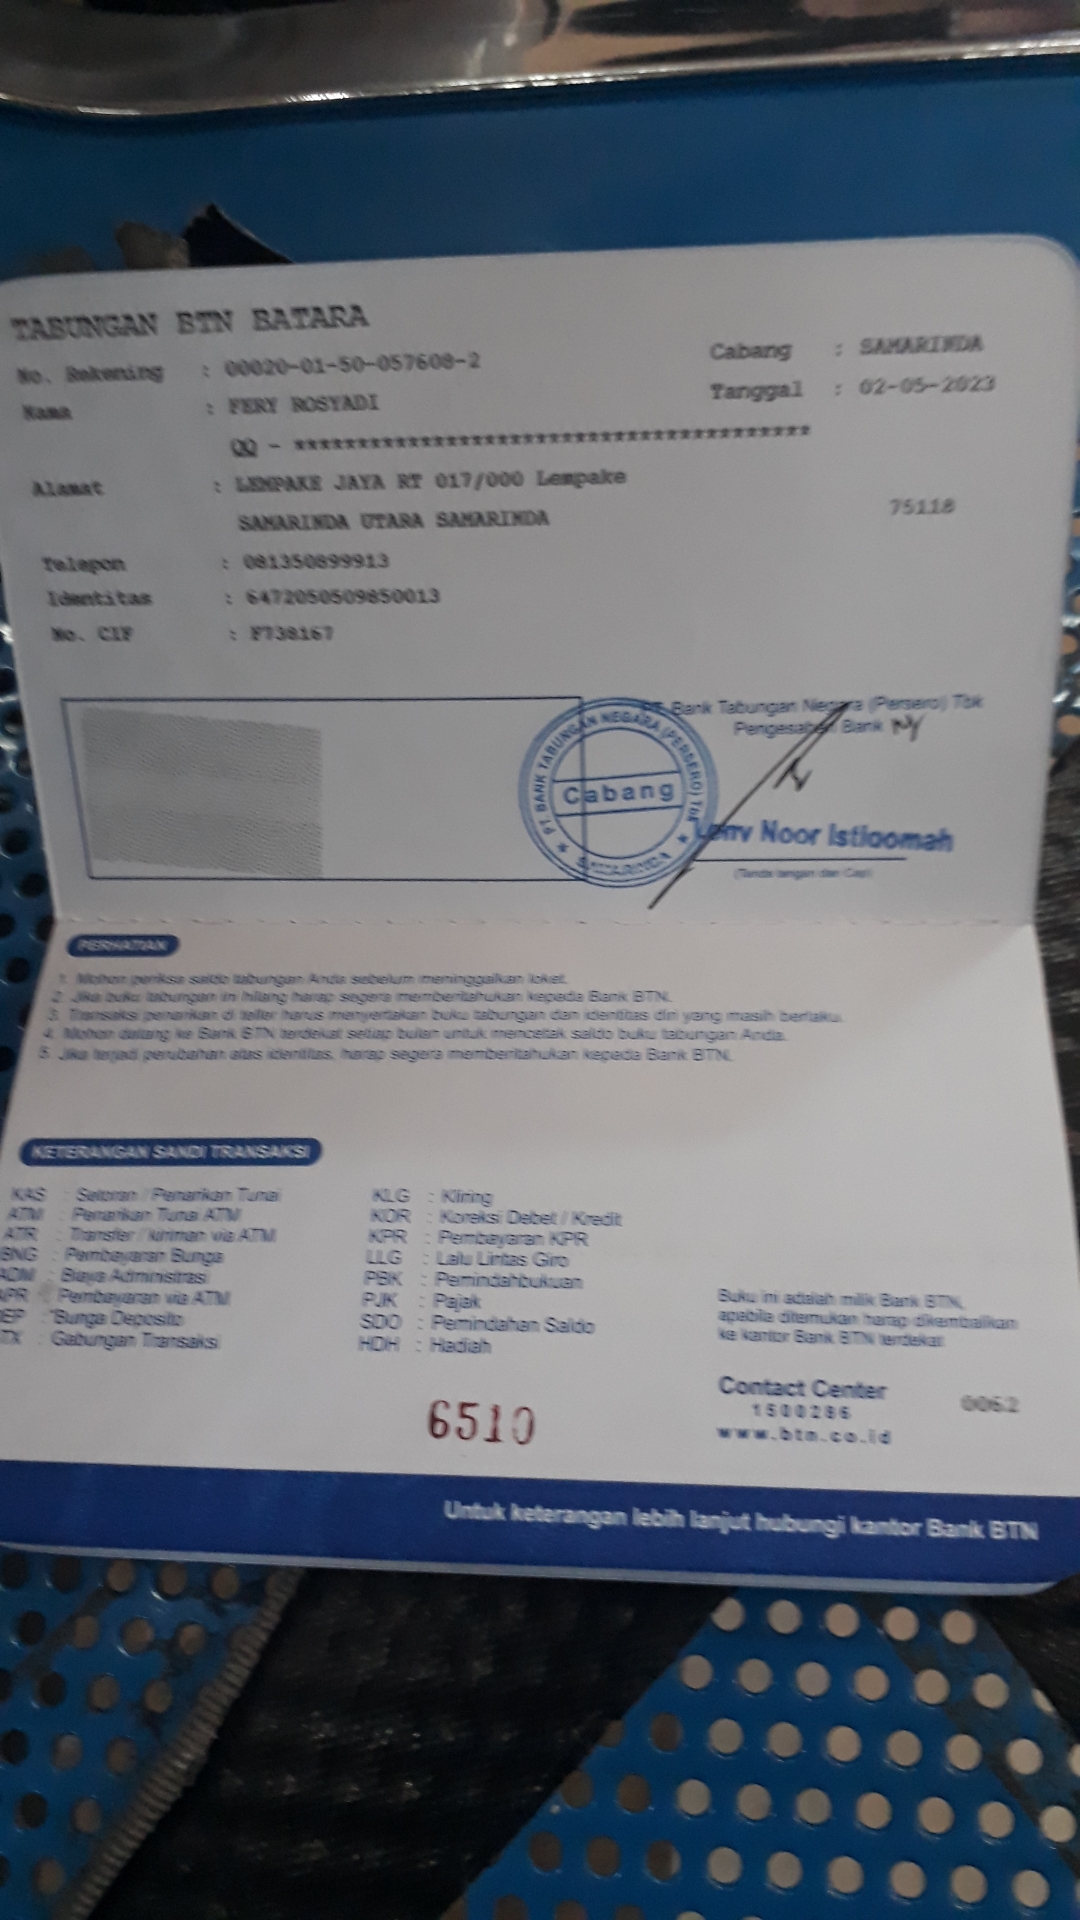 TABUNGAN BTN BATARA
No. Rekening : 00020-01-50-057608-2
Cabang : SAMARINDA
Nama : FERY ROSYADI
Tanggal : 02-05-2023
QQ - *****************************************
Alamat : LEMPAKE JAYA RT 017/000 Lempake
SAMARINDA UTARA SAMARINDA 75118
Telepon : 081350899913
Identitas : 6472050509850013
No. CIF : F738167
Bank Tabungan Negara (Persero) Tbk
Pengesahan Bank
PT. BANK TABUNGAN NEGARA (PERSERO) Tbk
Cabang
SAMARINDA
Noor Istiqomah
(Tanda tangan dan Cap)
PERHATIAN
1. Mohon periksa saldo tabungan Anda sebelum meninggalkan loket.
2. Jika buku tabungan ini hilang harap segera memberitahukan kepada Bank BTN.
3. Transaksi penarikan di teller harus menyertakan buku tabungan dan identitas diri yang masih berlaku.
4. Mohon datang ke Bank BTN terdekat setiap bulan untuk mencetak saldo buku tabungan Anda.
5. Jika terjadi perubahan atas identitas, harap segera memberitahukan kepada Bank BTN.
KETERANGAN SANDI TRANSAKSI
KAS : Setoran / Penarikan Tunai
ATM : Penarikan Tunai ATM
ATR : Transfer / kiriman via ATM
BNG : Pembayaran Bunga
ADM : Biaya Administrasi
APR : Pembayaran via ATM
DEP : Bunga Deposito
TX : Gabungan Transaksi
KLG : Kliring
KOR : Koreksi Debet / Kredit
KPR : Pembayaran KPR
LLG : Lalu Lintas Giro
PBK : Pemindahbukuan
PJK : Pajak
SDO : Pemindahan Saldo
HDH : Hadiah
Buku ini adalah milik Bank BTN,
apabila ditemukan harap dikembalikan
ke kantor Bank BTN terdekat
Contact Center
1500286
www.btn.co.id
0062
6510
Untuk keterangan lebih lanjut hubungi kantor Bank BTN